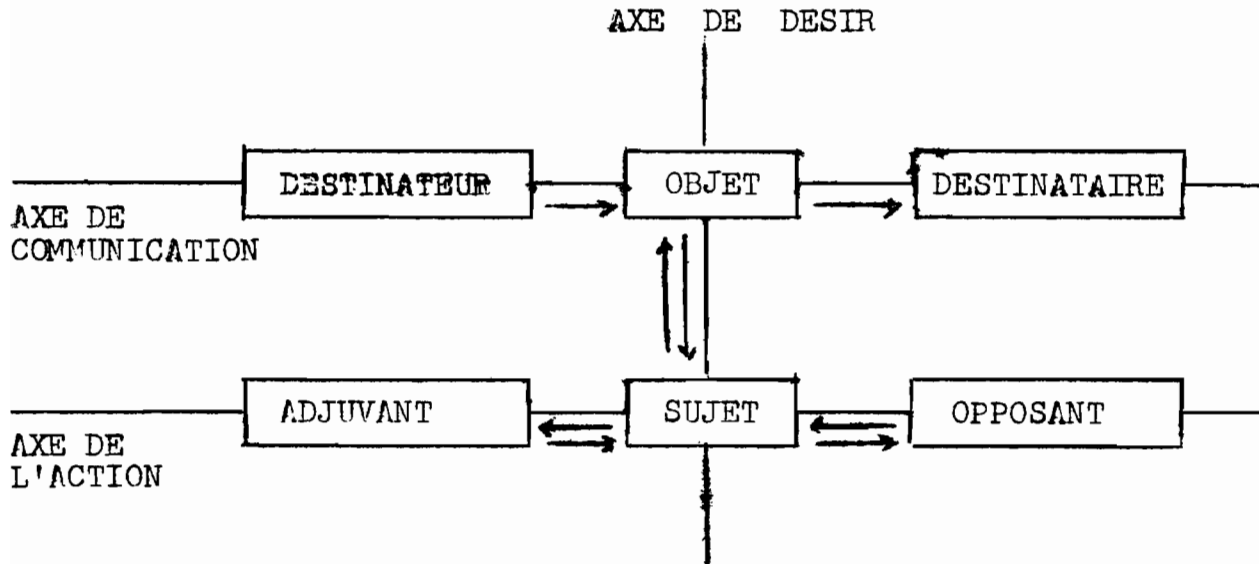 AXE DE DESIR
DESTINATEUR
OBJET
DESTINATAIRE
AXE DE
COMMUNICATION
ADJUVANT
SUJET
OPPOSANT
AXE DE
L'ACTION